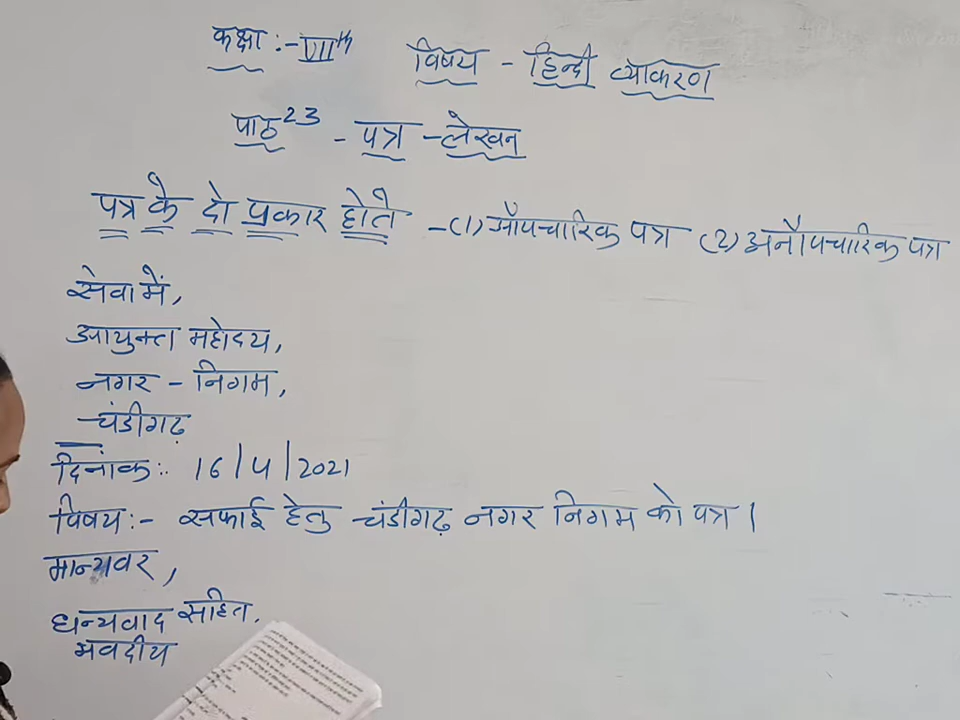 कक्षा :- VIIth विषय - हिन्दी व्याकरण
पाठ 23 - पत्र - लेखन
पत्र के दो प्रकार होते - (1) औपचारिक पत्र (2) अनौपचारिक पत्र
सेवा में,
आयुक्त महोदय,
नगर - निगम,
चंडीगढ़
दिनांक :- 16/4/2021
विषय :- सफाई हेतु चंडीगढ़ नगर निगम को पत्र ।
मान्यवर,
धन्यवाद सहित,
भवदीय